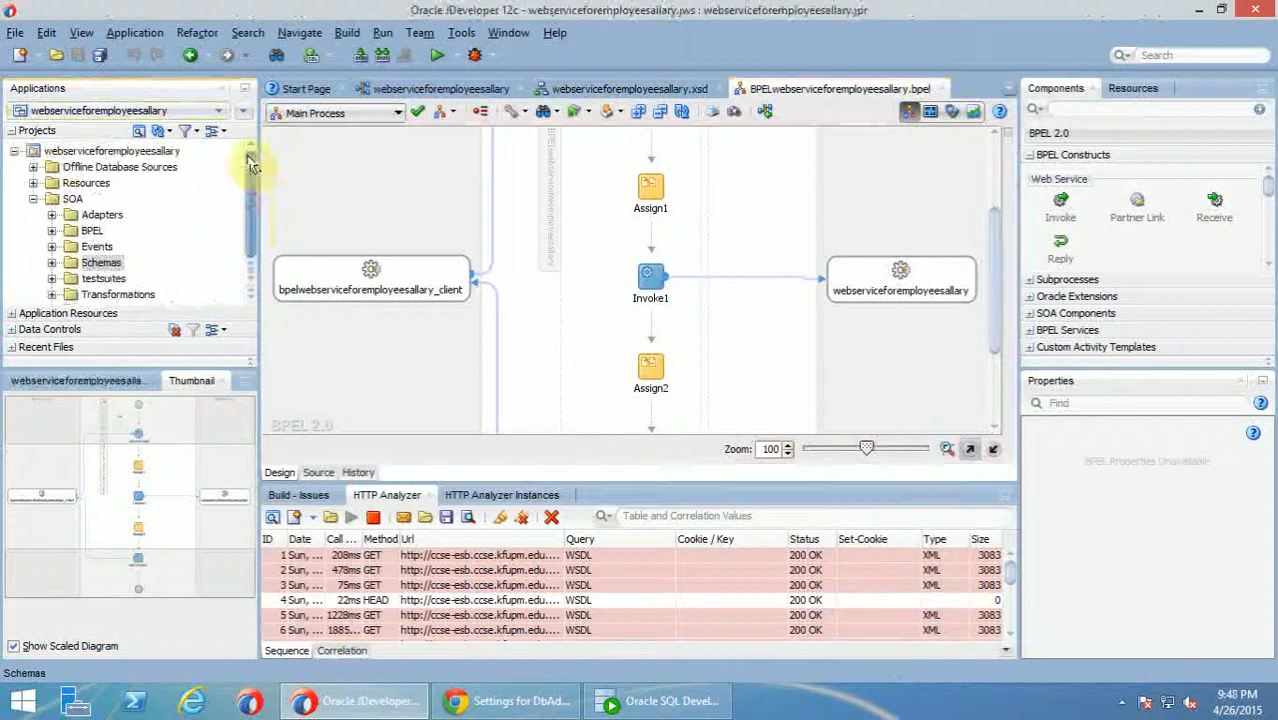 Oracle JDeveloper 12c - webserviceforemployeesallary.jws : webserviceforemployeesallary.jpr
File Edit View Application Refactor Search Navigate Build Run Team Tools Window Help
Search
Applications
webserviceforemployeesallary
Projects
webserviceforemployeesallary
Offline Database Sources
Resources
SOA
Adapters
BPEL
Events
Schemas
testsuites
Transformations
Application Resources
Data Controls
Recent Files
webserviceforemployeesalla... Thumbnail
Show Scaled Diagram
Schemas
Start Page webserviceforemployeesallary webserviceforemployeesallary.xsd BPELwebserviceforemployeesallary.bpel
Main Process
BPELwebserviceforemployeesallary
Assign1
Invoke1
Assign2
bpelwebserviceforemployeesallary_client
webserviceforemployeesallary
BPEL 2.0
Zoom: 100
Design Source History
Build - Issues HTTP Analyzer HTTP Analyzer Instances
Table and Correlation Values
ID Date Call ... Method Url Query Cookie / Key Status Set-Cookie Type Size
1 Sun, ... 208ms GET http://ccse-esb.ccse.kfupm.edu.... WSDL 200 OK XML 3083
2 Sun, ... 478ms GET http://ccse-esb.ccse.kfupm.edu.... WSDL 200 OK XML 3083
3 Sun, ... 75ms GET http://ccse-esb.ccse.kfupm.edu.... WSDL 200 OK XML 3083
4 Sun, ... 22ms HEAD http://ccse-esb.ccse.kfupm.edu.... WSDL 200 OK 0
5 Sun, ... 1228ms GET http://ccse-esb.ccse.kfupm.edu.... WSDL 200 OK XML 3083
6 Sun, ... 1885... GET http://ccse-esb.ccse.kfupm.edu.... WSDL 200 OK XML 3083
Sequence Correlation
Components Resources
BPEL 2.0
BPEL Constructs
Web Service
Invoke Partner Link Receive
Reply
Subprocesses
Oracle Extensions
SOA Components
BPEL Services
Custom Activity Templates
Properties
Find
BPEL Properties Unavailable
Oracle JDeveloper... Settings for DbAd... Oracle SQL Devel...
9:48 PM
4/26/2015